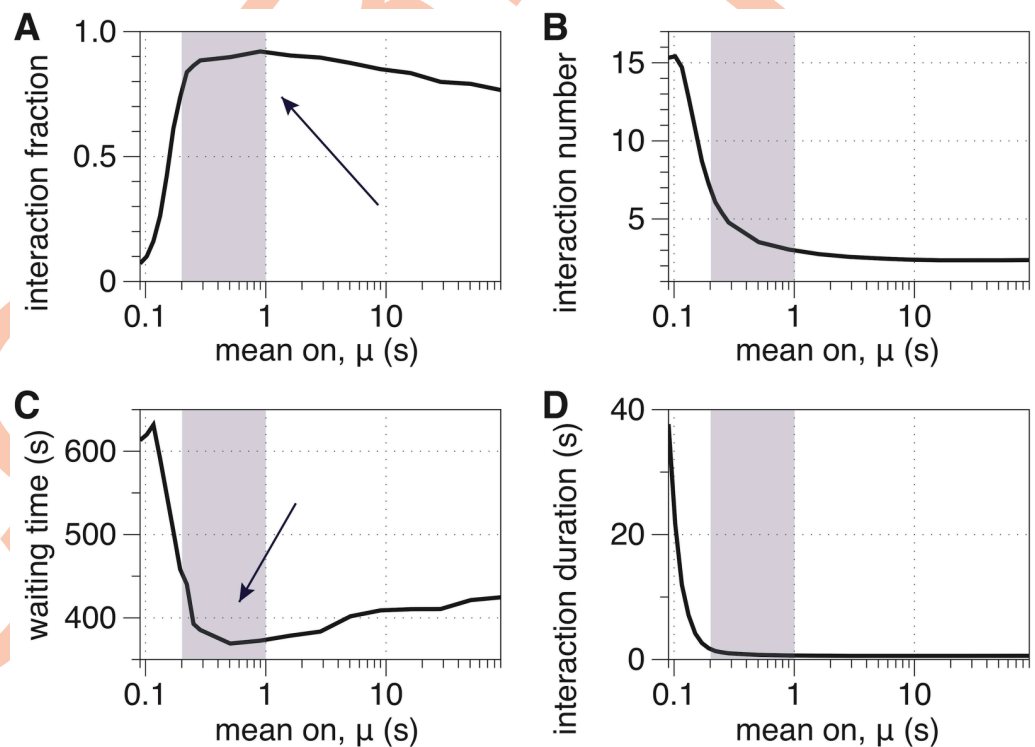 A
interaction fraction
1.0
0.5
0
0.1 1 10
mean on, μ (s)
B
interaction number
15
10
5
0.1 1 10
mean on, μ (s)
C
waiting time (s)
600
500
400
0.1 1 10
mean on, μ (s)
D
interaction duration (s)
40
20
0
0.1 1 10
mean on, μ (s)